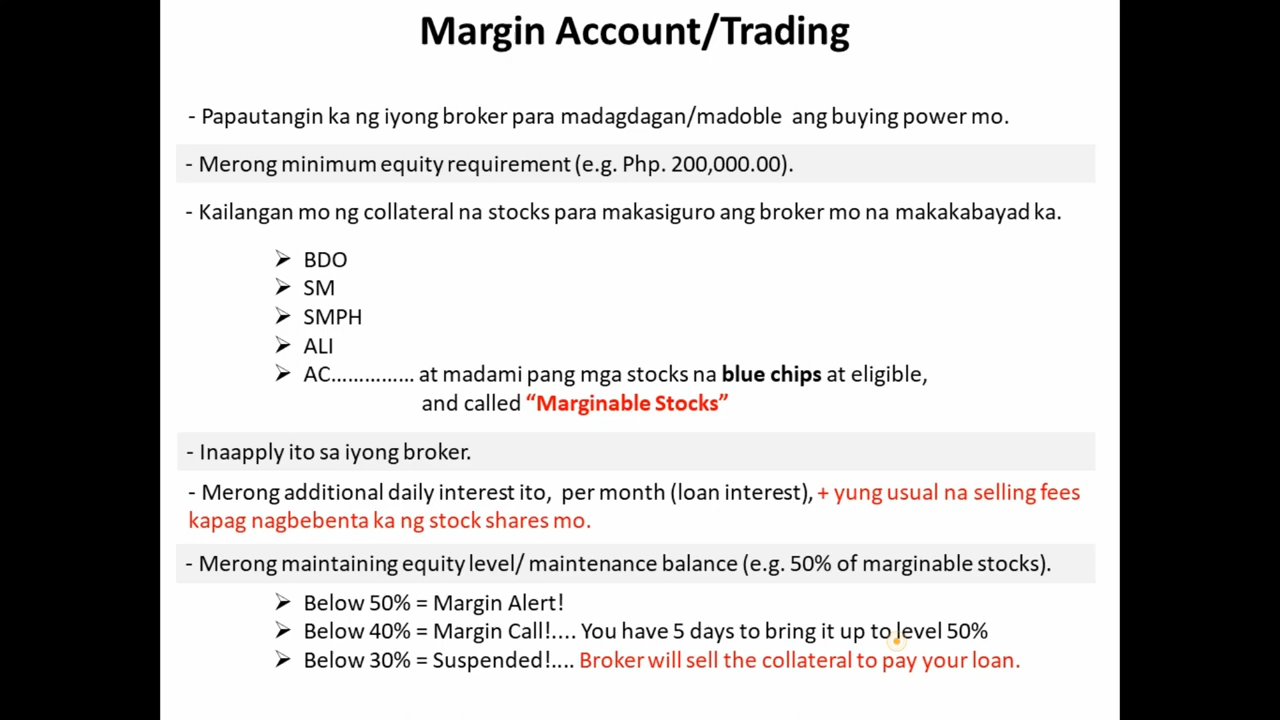 Margin Account/Trading
- Papautangin ka ng iyong broker para madagdagan/madoble ang buying power mo.
- Merong minimum equity requirement (e.g. Php. 200,000.00).
- Kailangan mo ng collateral na stocks para makasiguro ang broker mo na makakabayad ka.
➢ BDO
➢ SM
➢ SMPH
➢ ALI
➢ AC…………… at madami pang mga stocks na blue chips at eligible,
and called “Marginable Stocks”
- Inaapply ito sa iyong broker.
- Merong additional daily interest ito, per month (loan interest), + yung usual na selling fees
kapag nagbebenta ka ng stock shares mo.
- Merong maintaining equity level/ maintenance balance (e.g. 50% of marginable stocks).
➢ Below 50% = Margin Alert!
➢ Below 40% = Margin Call!.... You have 5 days to bring it up to level 50%
➢ Below 30% = Suspended!.... Broker will sell the collateral to pay your loan.